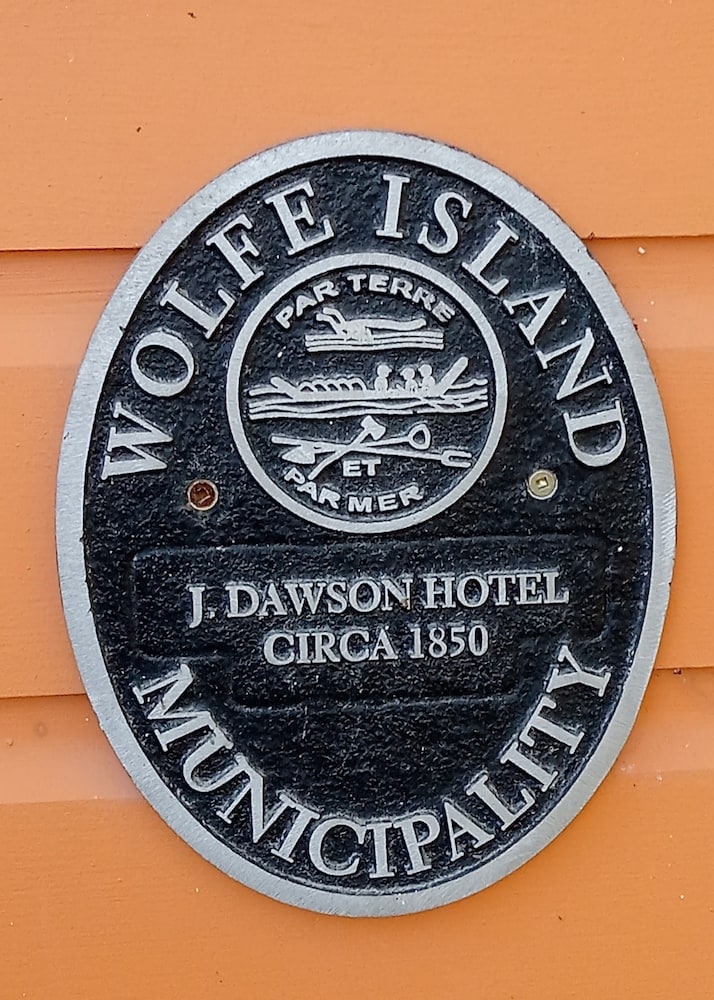 WOLFE ISLAND
PAR TERRE
ET
PAR MER
J. DAWSON HOTEL
CIRCA 1850
MUNICIPALITY